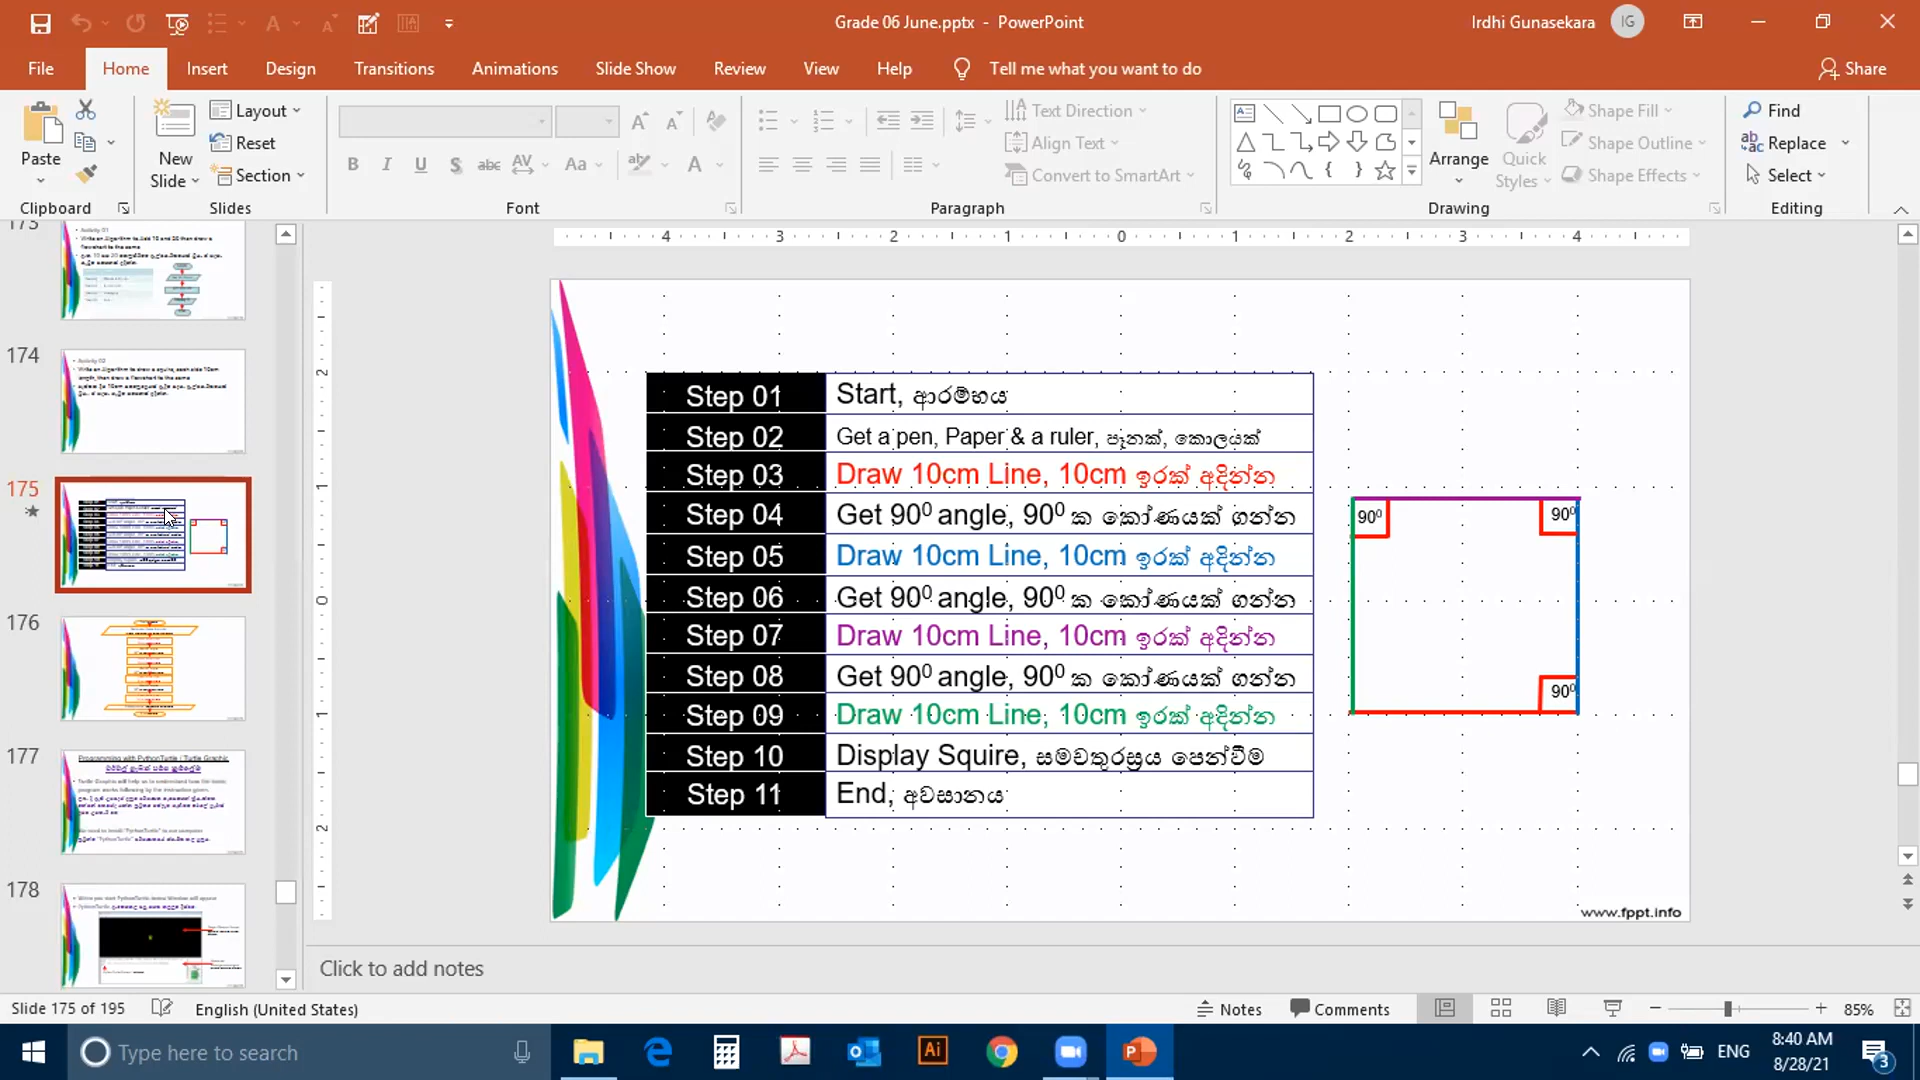 Grade 06 June.pptx - PowerPoint
Irdhi Gunasekara
IG
File
Home
Insert
Design
Transitions
Animations
Slide Show
Review
View
Help
Tell me what you want to do
Share
Paste
New Slide
Layout
Reset
Section
Text Direction
Align Text
Convert to SmartArt
Arrange
Quick Styles
Shape Fill
Shape Outline
Shape Effects
Find
Replace
Select
Clipboard
Slides
Font
Paragraph
Drawing
Editing
174
175
176
177
178
Step 01 Start, ආරම්භය
Step 02 Get a pen, Paper & a ruler, පෑනක්, කොලයක්
Step 03 Draw 10cm Line, 10cm ඉරක් අදින්න
Step 04 Get 90⁰ angle, 90⁰ ක කෝණයක් ගන්න
Step 05 Draw 10cm Line, 10cm ඉරක් අදින්න
Step 06 Get 90⁰ angle, 90⁰ ක කෝණයක් ගන්න
Step 07 Draw 10cm Line, 10cm ඉරක් අදින්න
Step 08 Get 90⁰ angle, 90⁰ ක කෝණයක් ගන්න
Step 09 Draw 10cm Line, 10cm ඉරක් අදින්න
Step 10 Display Squire, සමචතුරස්‍රය පෙන්වීම
Step 11 End, අවසානය
90⁰
90⁰
90⁰
www.fppt.info
Click to add notes
Slide 175 of 195
English (United States)
Notes
Comments
85%
Type here to search
ENG
8:40 AM
8/28/21
3